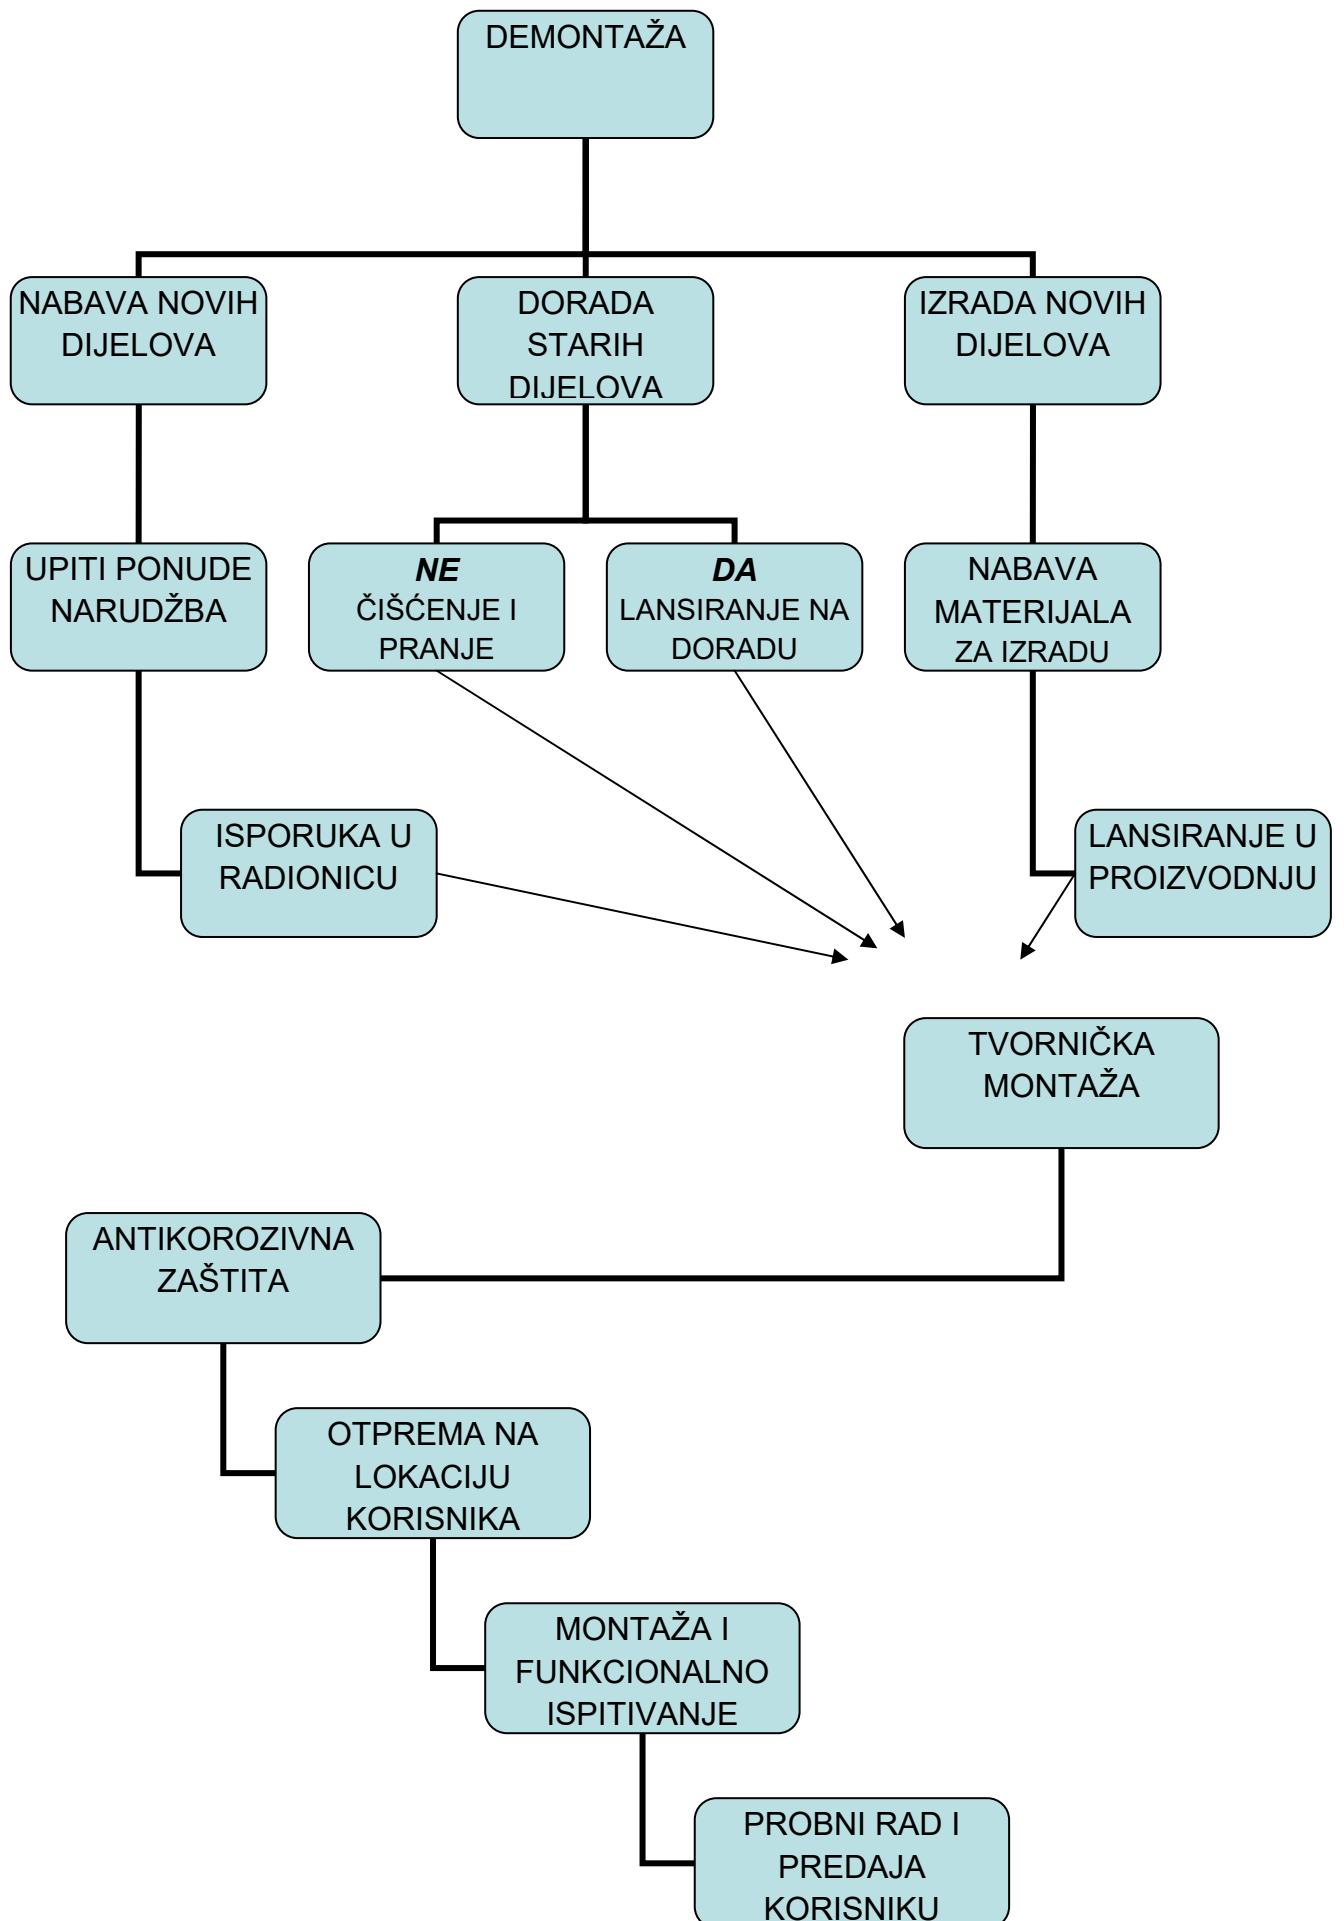 DEMONTAŽA
NABAVA NOVIH
DIJELOVA
DORADA
STARIH
DIJELOVA
IZRADA NOVIH
DIJELOVA
UPITI PONUDE
NARUDŽBA
NE
ČIŠĆENJE I
PRANJE
DA
LANSIRANJE NA
DORADU
NABAVA
MATERIJALA
ZA IZRADU
ISPORUKA U
RADIONICU
LANSIRANJE U
PROIZVODNJU
TVORNIČKA
MONTAŽA
ANTIKOROZIVNA
ZAŠTITA
OTPREMA NA
LOKACIJU
KORISNIKA
MONTAŽA I
FUNKCIONALNO
ISPITIVANJE
PROBNI RAD I
PREDAJA
KORISNIKU